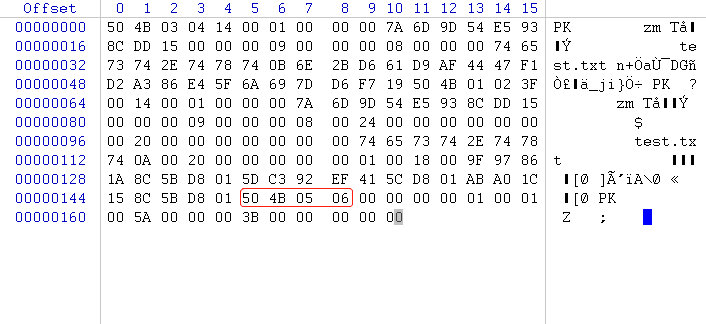 Offset 0 1 2 3 4 5 6 7 8 9 10 11 12 13 14 15
00000000 50 4B 03 04 14 00 01 00 00 00 7A 6D 9D 54 E5 93 PK zm Tå
00000016 8C DD 15 00 00 00 09 00 00 00 08 00 00 00 74 65 Ý te
00000032 73 74 2E 74 78 74 0B 6E 2B D6 61 D9 AF 44 47 F1 st.txt n+ÖaÙ¯DGñ
00000048 D2 A3 86 E4 5F 6A 69 7D D6 F7 19 50 4B 01 02 3F Ò£ ä_ji}Ö÷ PK ?
00000064 00 14 00 01 00 00 00 7A 6D 9D 54 E5 93 8C DD 15 zm Tå Ý
00000080 00 00 00 09 00 00 00 08 00 24 00 00 00 00 00 00 $
00000096 00 20 00 00 00 00 00 00 00 74 65 73 74 2E 74 78 test.tx
00000112 74 0A 00 20 00 00 00 00 00 01 00 18 00 9F 97 86 t
00000128 1A 8C 5B D8 01 5D C3 92 EF 41 5C D8 01 AB A0 1C [Ø ]Ã’ïA\Ø «
00000144 15 8C 5B D8 01 50 4B 05 06 00 00 00 00 01 00 01 [Ø PK
00000160 00 5A 00 00 00 3B 00 00 00 00 00 Z ;